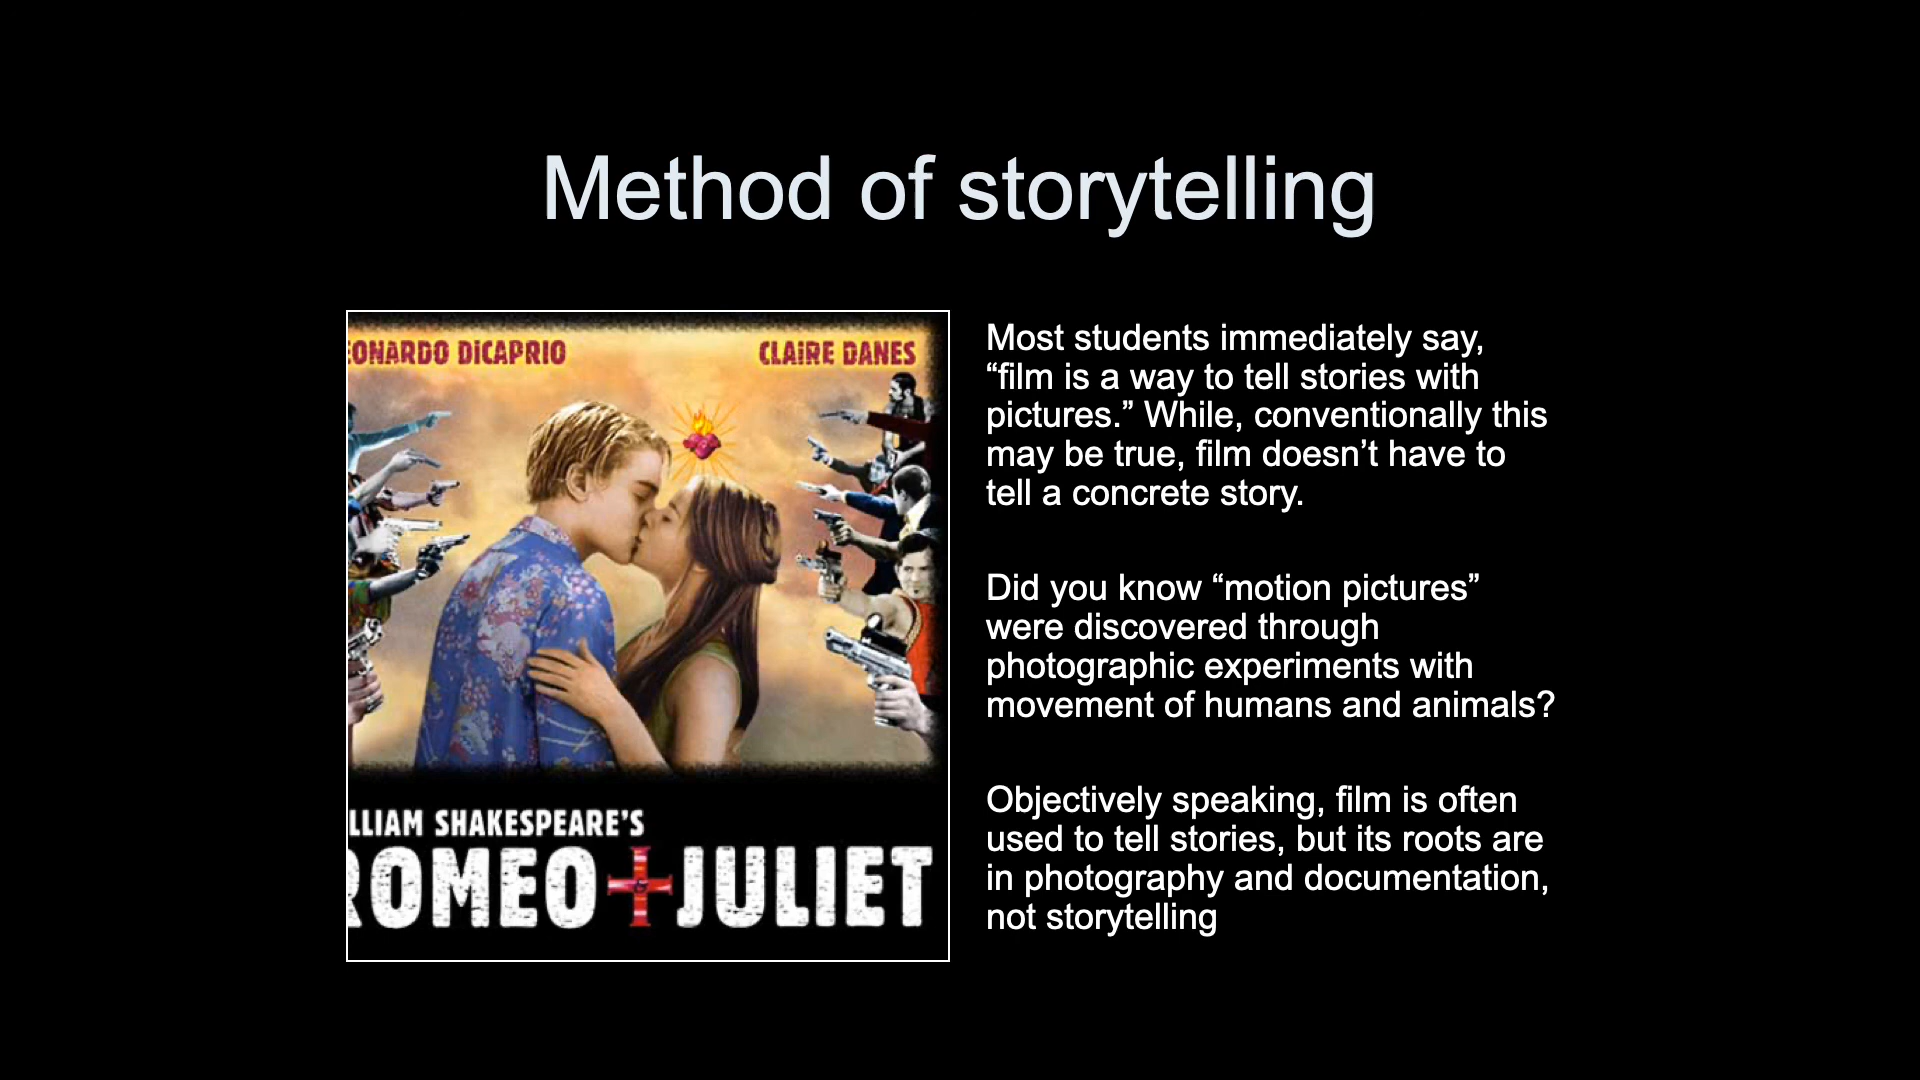 Method of storytelling
ONARDO DiCAPRIO
CLAiRE DANES
LLIAM SHAKESPEARE'S
ROMEO+JULIET
Most students immediately say,
“film is a way to tell stories with
pictures.” While, conventionally this
may be true, film doesn’t have to
tell a concrete story.
Did you know “motion pictures”
were discovered through
photographic experiments with
movement of humans and animals?
Objectively speaking, film is often
used to tell stories, but its roots are
in photography and documentation,
not storytelling